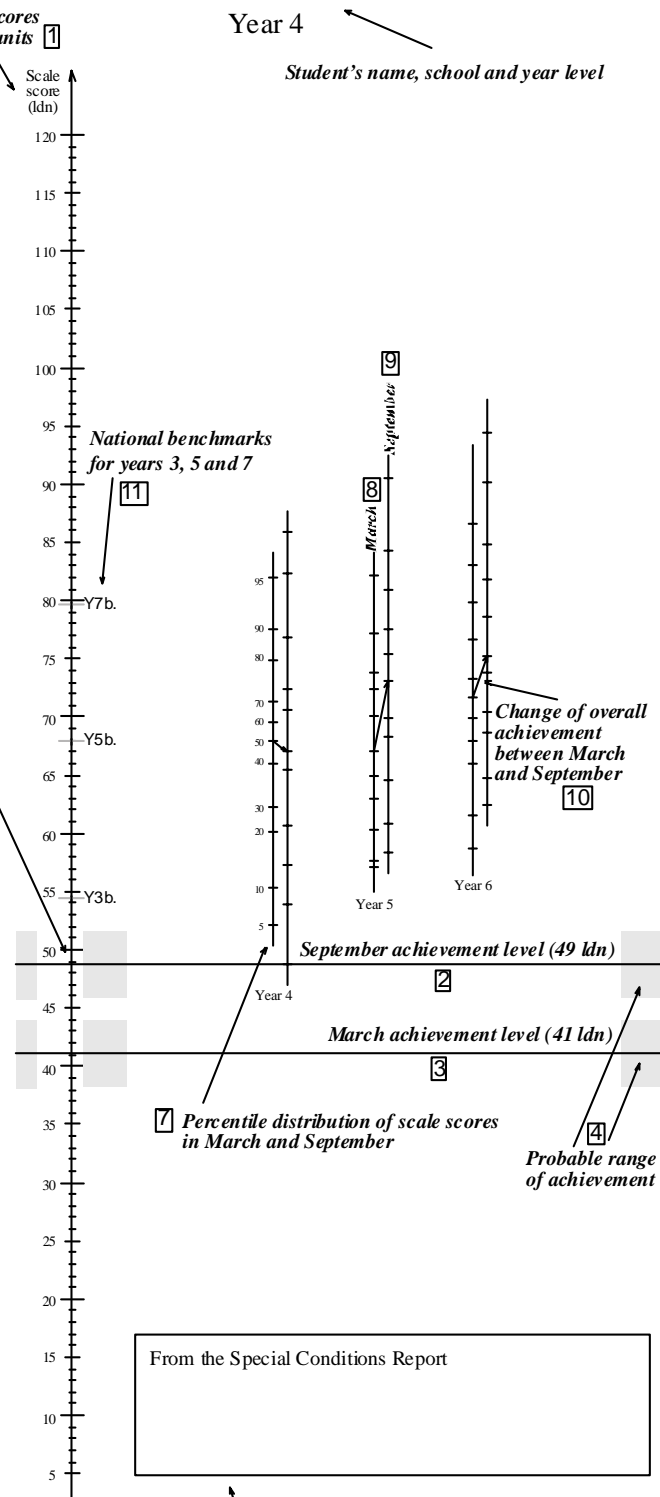 cores
Year 4
units 1
Student's name, school and year level
Scale
score
(ldn)
120
115
110
105
100
9
95
September
National benchmarks
for years 3, 5 and 7
90
11
8
March
85
95
80
Y7b.
90
75
80
70
70
60
Change of overall
achievement
between March
and September
10
Y5b.
50
40
65
30
60
20
55
Y3b.
10
Year 5
Year 6
5
50
September achievement level (49 ldn)
2
Year 4
45
March achievement level (41 ldn)
3
40
35
7 Percentile distribution of scale scores
in March and September
4
Probable range
of achievement
30
25
20
15
From the Special Conditions Report
10
5